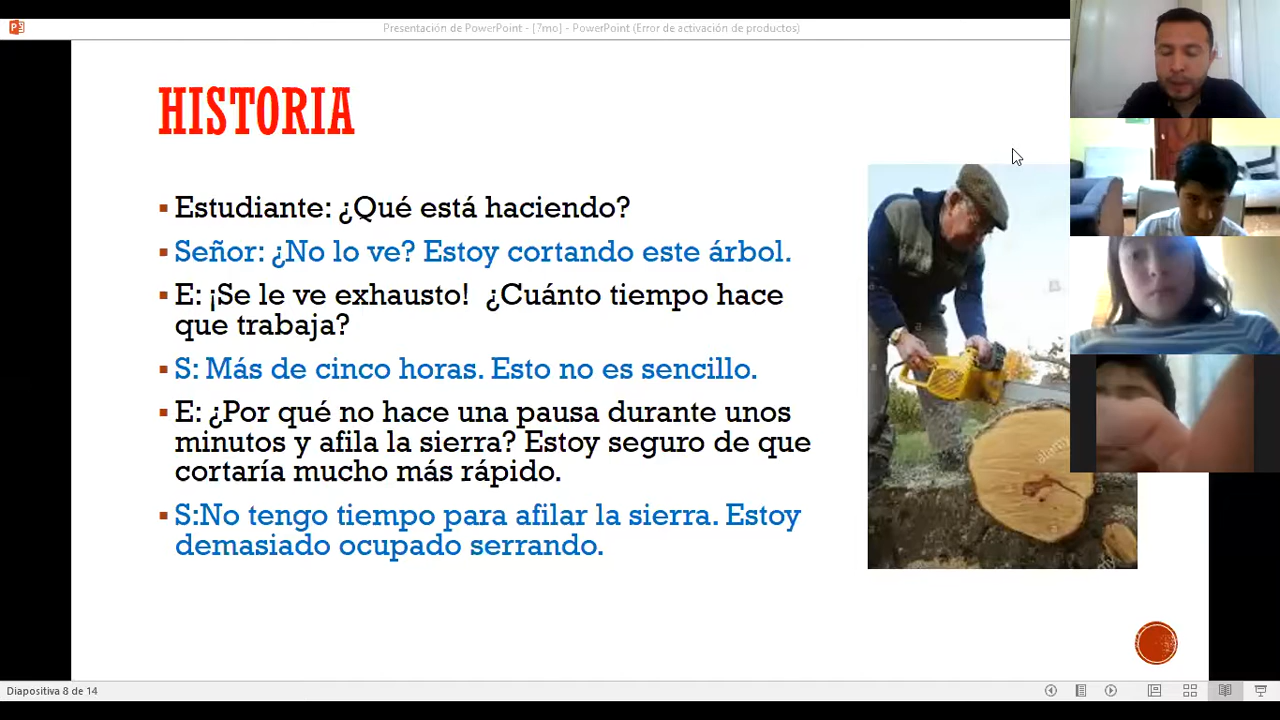 Presentación de PowerPoint - [7mo] - PowerPoint (Error de activación de productos)
HISTORIA
▪ Estudiante: ¿Qué está haciendo?
▪ Señor: ¿No lo ve? Estoy cortando este árbol.
▪ E: ¡Se le ve exhausto! ¿Cuánto tiempo hace
que trabaja?
▪ S: Más de cinco horas. Esto no es sencillo.
▪ E: ¿Por qué no hace una pausa durante unos
minutos y afila la sierra? Estoy seguro de que
cortaría mucho más rápido.
▪ S:No tengo tiempo para afilar la sierra. Estoy
demasiado ocupado serrando.
Diapositiva 8 de 14